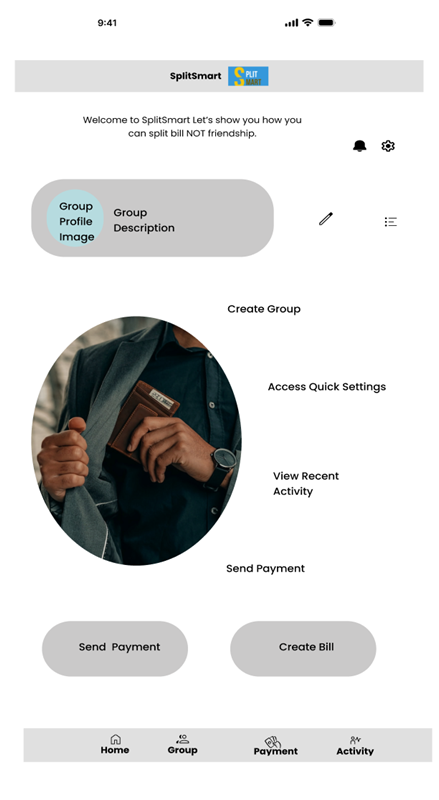 9:41
SplitSmart
SPLIT
SMART
Welcome to SplitSmart Let's show you how you
can split bill NOT friendship.
Group
Profile
Image
Group
Description
Create Group
Access Quick Settings
View Recent
Activity
Send Payment
Send Payment
Create Bill
Home
Group
Payment
Activity